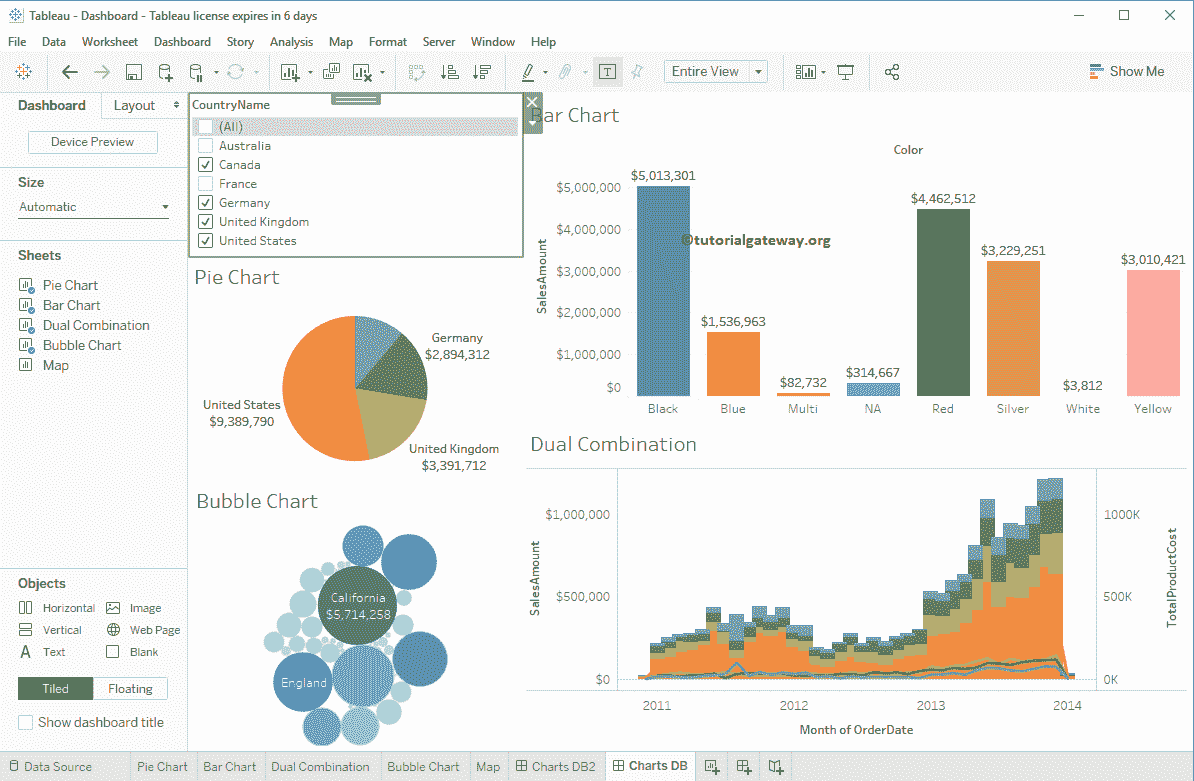 Tableau - Dashboard - Tableau license expires in 6 days
File Data Worksheet Dashboard Story Analysis Map Format Server Window Help
Entire View
Show Me
Dashboard Layout
Device Preview
Size
Automatic
Sheets
Pie Chart
Bar Chart
Dual Combination
Bubble Chart
Map
Objects
Horizontal Image
Vertical Web Page
A Text Blank
Tiled Floating
Show dashboard title
CountryName
(All)
Australia
Canada
France
Germany
United Kingdom
United States
Pie Chart
Germany
$2,894,312
United States
$9,389,790
United Kingdom
$3,391,712
Bubble Chart
California
$5,714,258
England
Bar Chart
Color
SalesAmount
$5,000,000
$4,000,000
$3,000,000
$2,000,000
$1,000,000
$0
$5,013,301
$1,536,963
$82,732
$314,667
$4,462,512
$3,229,251
$3,812
$3,010,421
©tutorialgateway.org
Black Blue Multi NA Red Silver White Yellow
Dual Combination
SalesAmount
$1,000,000
$500,000
$0
1000K
500K
0K
TotalProductCost
2011 2012 2013 2014
Month of OrderDate
Data Source Pie Chart Bar Chart Dual Combination Bubble Chart Map Charts DB2 Charts DB